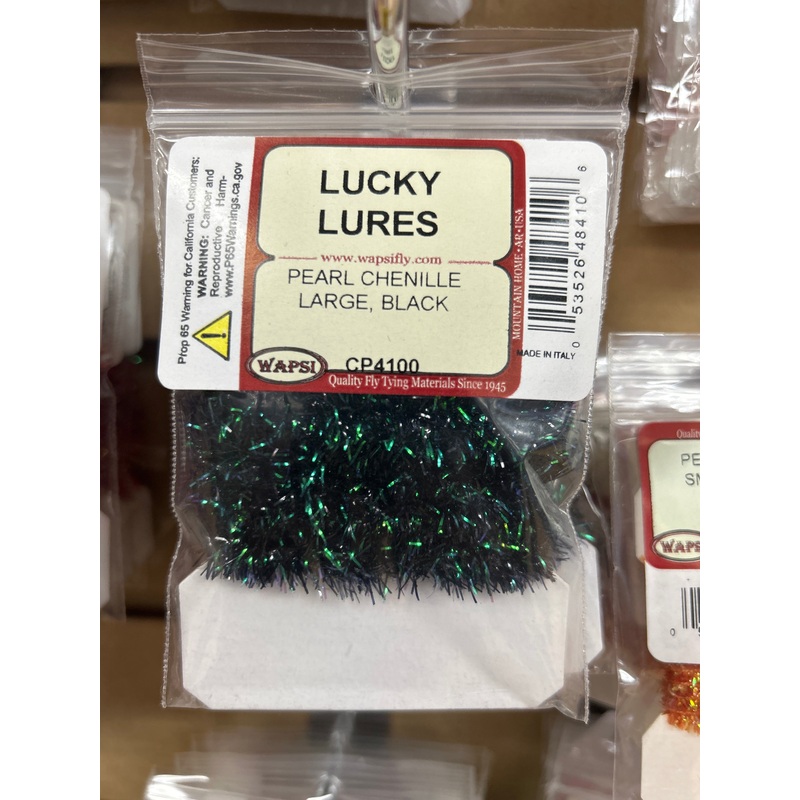 LUCKY
LURES
www.wapsifly.com
PEARL CHENILLE
LARGE, BLACK
CP4100
WAPSI
Quality Fly Tying Materials Since 1945
Prop 65 Warning for California Customers:
WARNING: Cancer and
Reproductive Harm-
www.P65Warnings.ca.gov
MOUNTAIN HOME • AR • USA
0 53526 48410 6
MADE IN ITALY
WAPSI
0